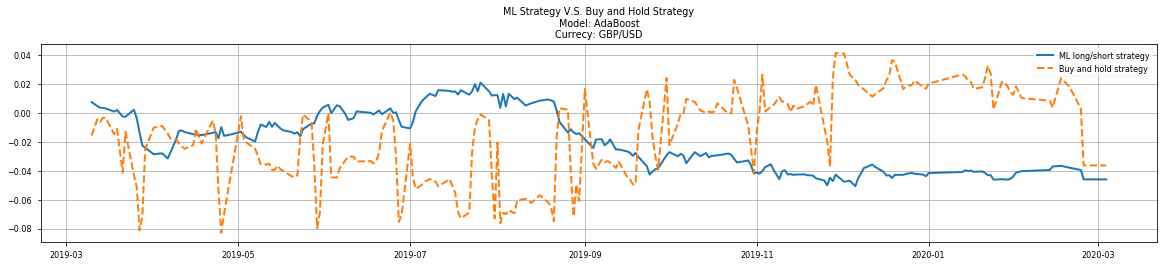 ML Strategy V.S. Buy and Hold Strategy
Model: AdaBoost
Currecy: GBP/USD
ML long/short strategy
Buy and hold strategy
0.04
0.02
0.00
−0.02
−0.04
−0.06
−0.08
2019-03 2019-05 2019-07 2019-09 2019-11 2020-01 2020-03